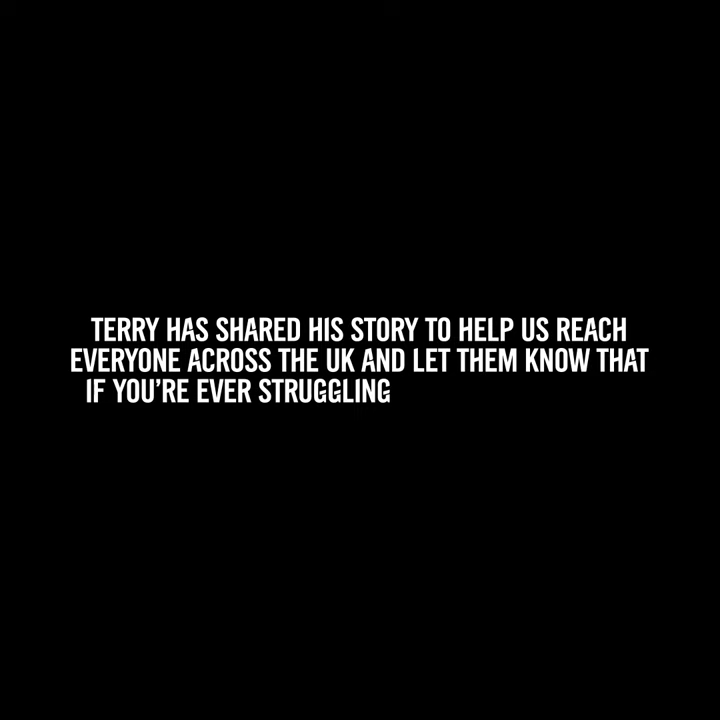 TERRY HAS SHARED HIS STORY TO HELP US REACH
EVERYONE ACROSS THE UK AND LET THEM KNOW THAT
IF YOU’RE EVER STRUGGLING